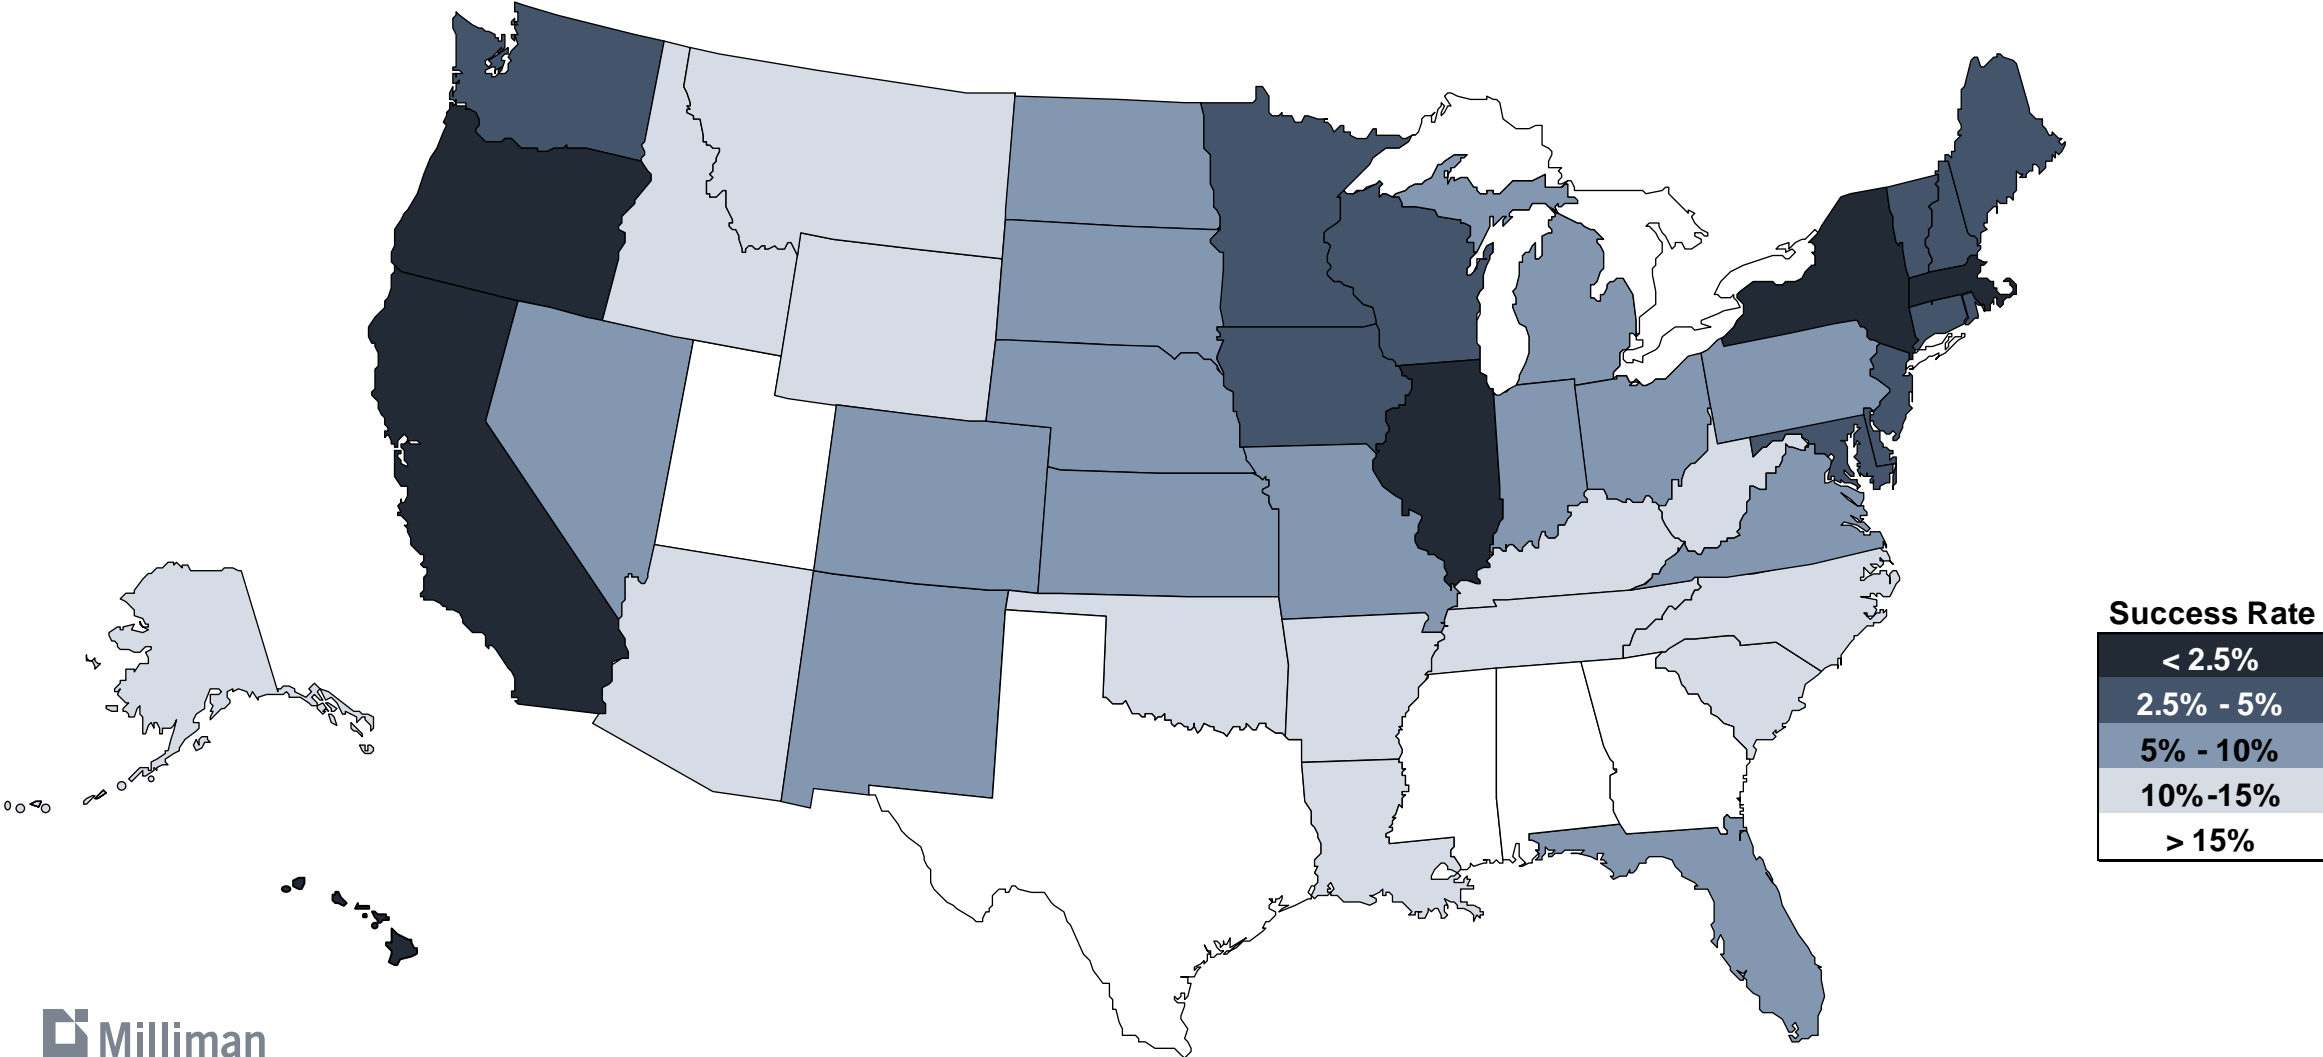 Success Rate
< 2.5%
2.5% - 5%
5% - 10%
10%-15%
> 15%
Milliman